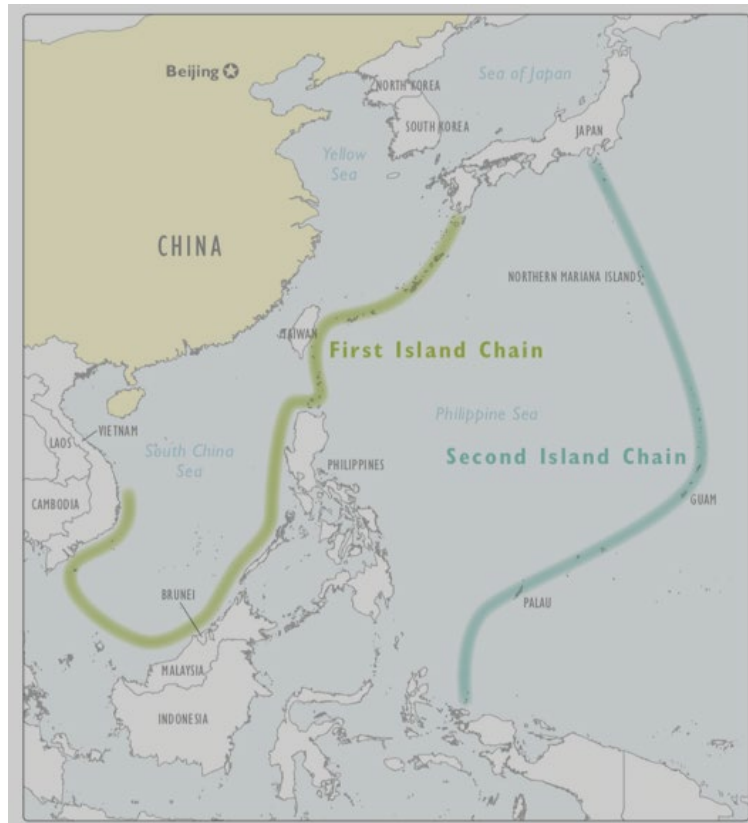 Beijing
NORTH KOREA
Sea of Japan
SOUTH KOREA
JAPAN
Yellow
Sea
CHINA
NORTHERN MARIANA ISLANDS
TAIWAN
First Island Chain
Philippine Sea
VIETNAM
LAOS
South China
Sea
PHILIPPINES
Second Island Chain
CAMBODIA
GUAM
BRUNEI
PALAU
MALAYSIA
INDONESIA